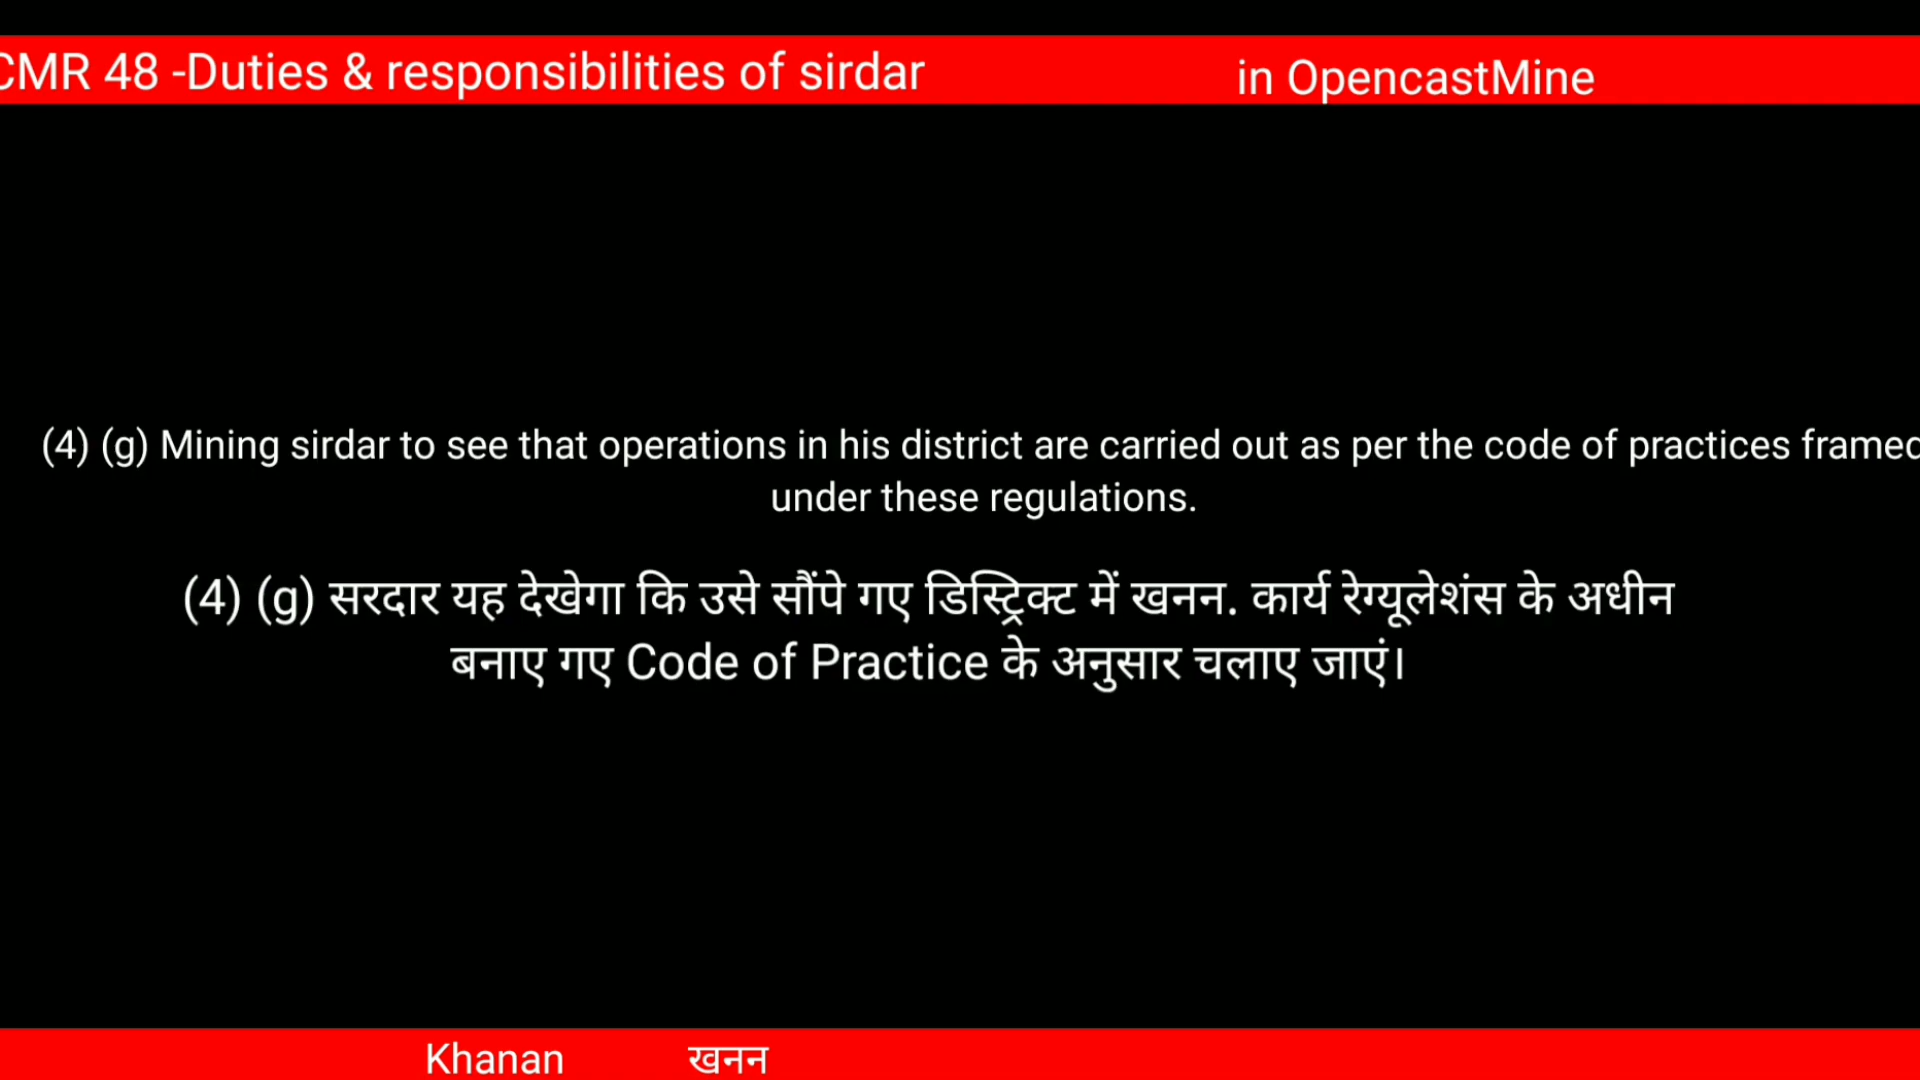 CMR 48 -Duties & responsibilities of sirdar in OpencastMine
(4) (g) Mining sirdar to see that operations in his district are carried out as per the code of practices framed
under these regulations.
(4) (g) सरदार यह देखेगा कि उसे सौंपे गए डिस्ट्रिक्ट में खनन. कार्य रेग्यूलेशंस के अधीन
बनाए गए Code of Practice के अनुसार चलाए जाएं।
Khanan खनन